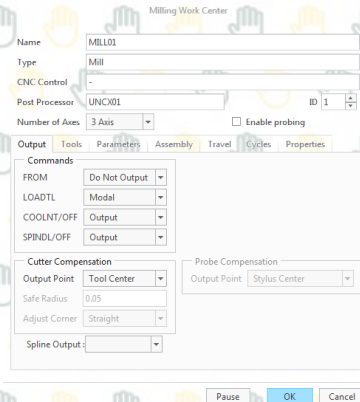 Milling Work Center
Name MILL01
Type Mill
CNC Control -
Post Processor UNCX01 ID 1
Number of Axes 3 Axis Enable probing
Output Tools Parameters Assembly Travel Cycles Properties
Commands
FROM Do Not Output
LOADTL Modal
COOLNT/OFF Output
SPINDL/OFF Output
Cutter Compensation Probe Compensation
Output Point Tool Center Output Point Stylus Center
Safe Radius 0.05
Adjust Corner Straight
Spline Output :
Pause OK Cancel